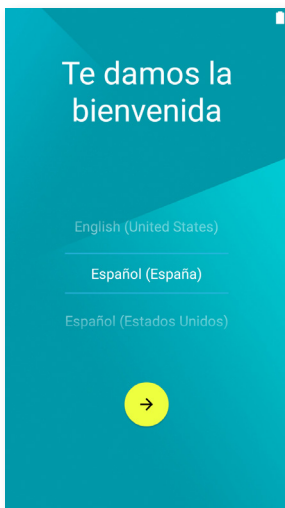 Te damos la
bienvenida
English (United States)
Español (España)
Español (Estados Unidos)